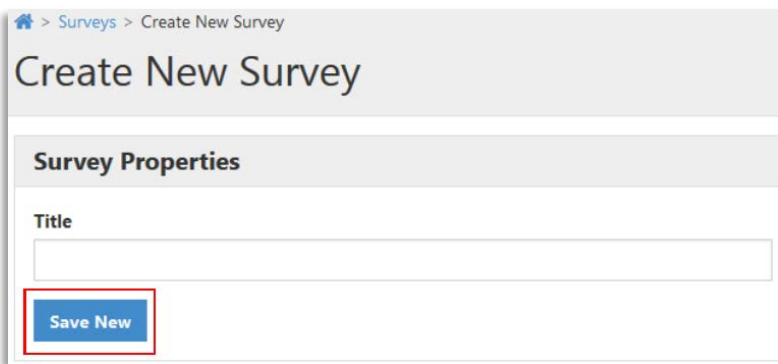 > Surveys > Create New Survey
Create New Survey
Survey Properties
Title
Save New